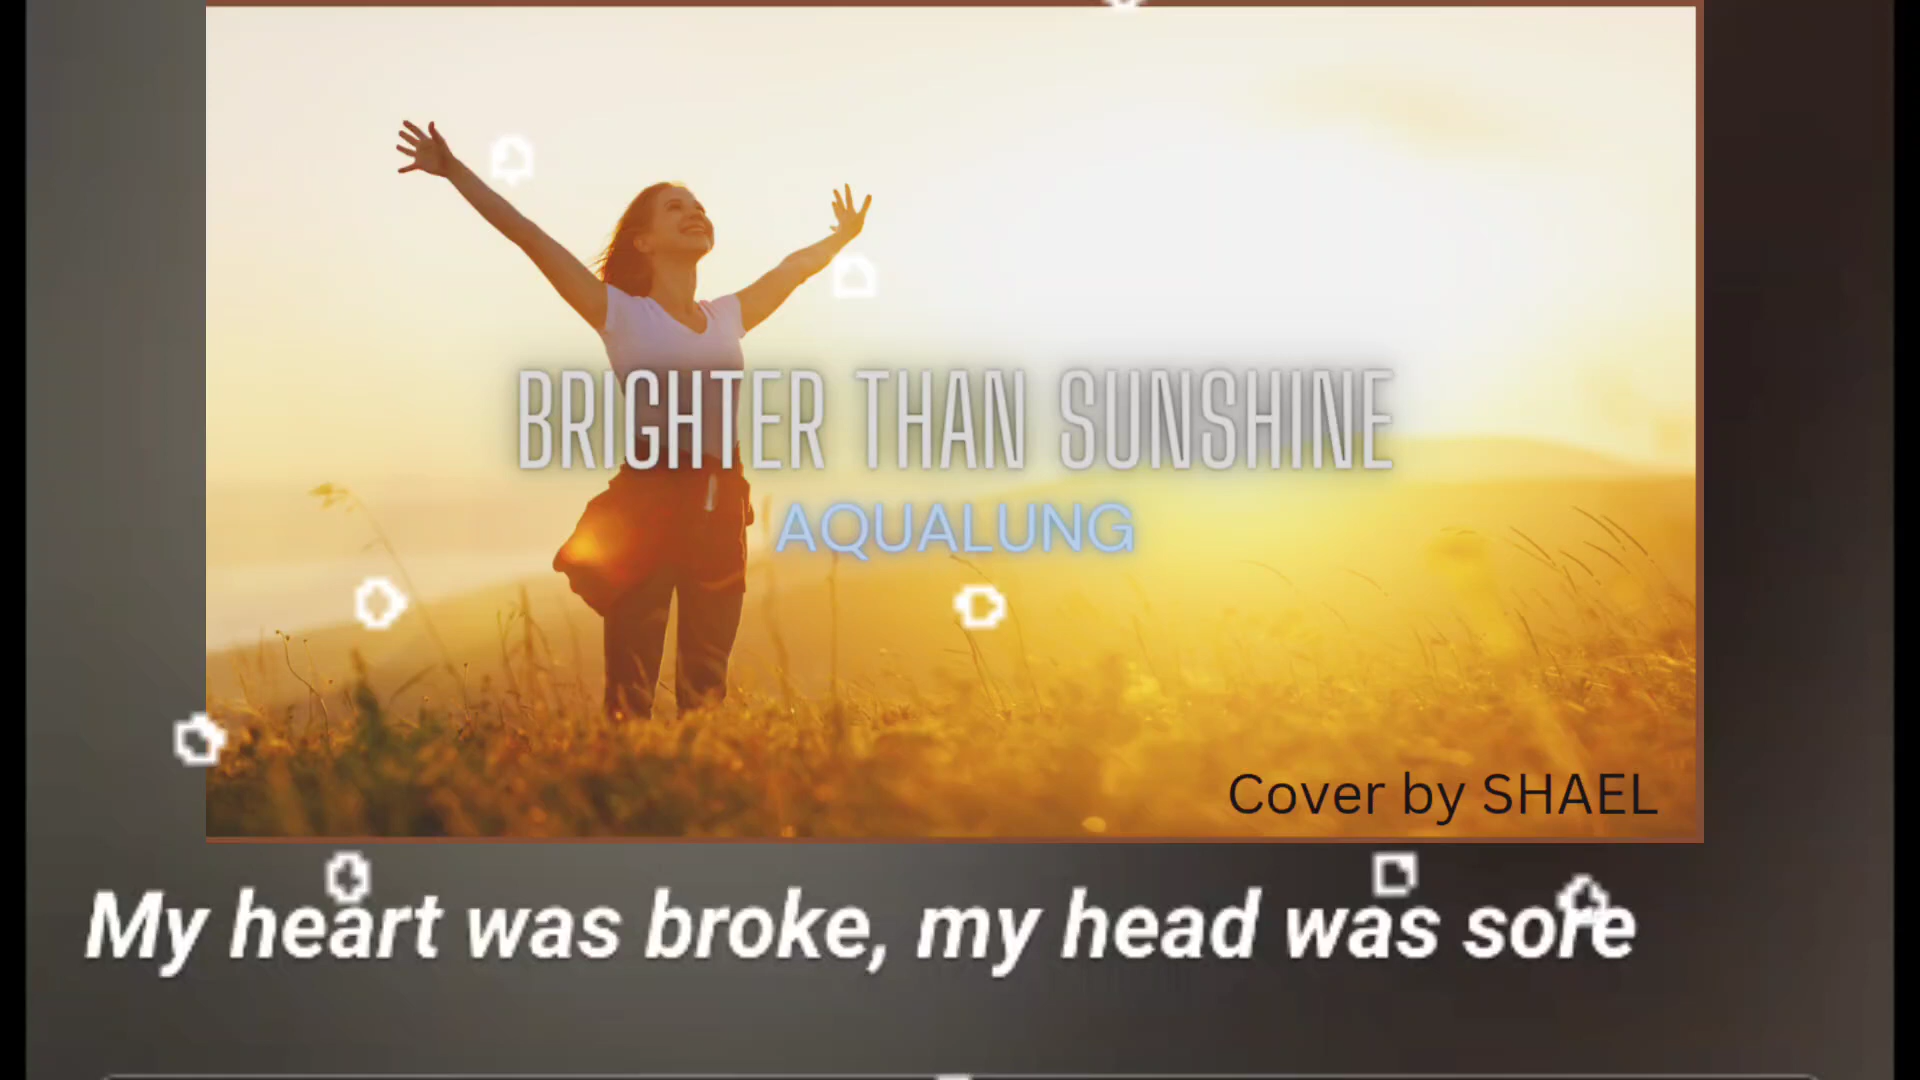 BRIGHTER THAN SUNSHINE
AQUALUNG
Cover by SHAEL
My heart was broke, my head was sore